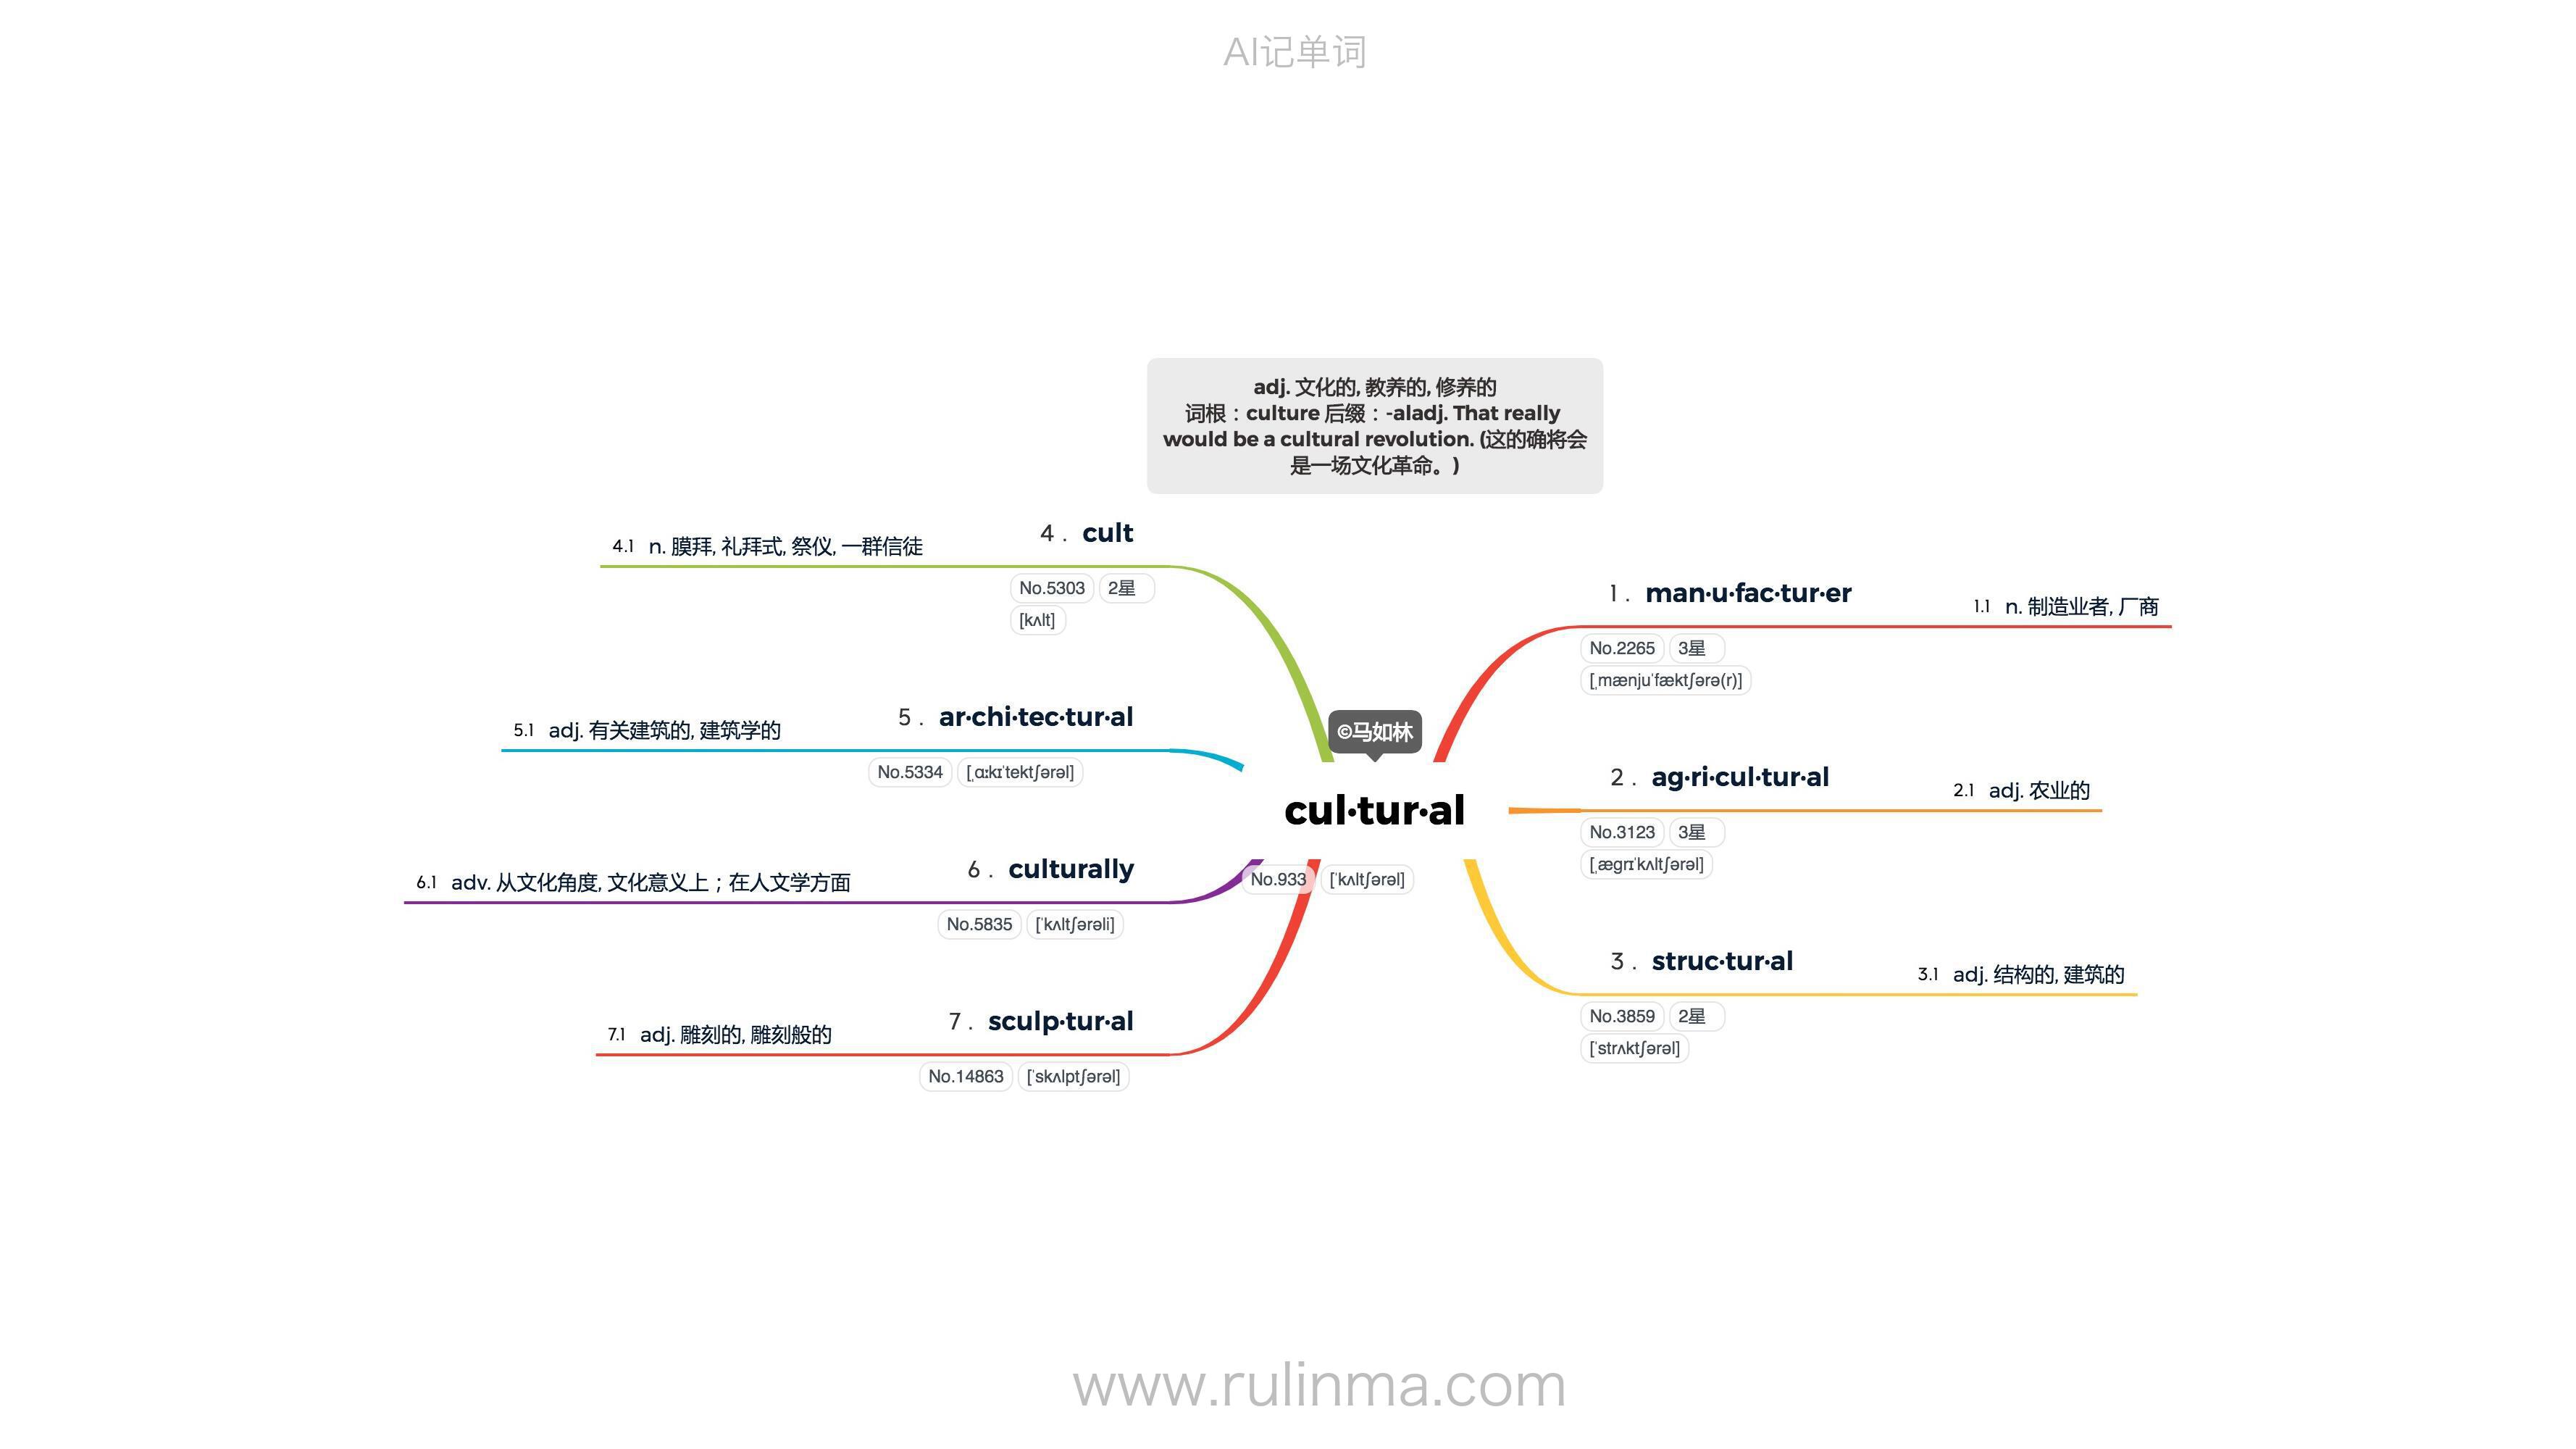 AI记单词
adj. 文化的, 教养的, 修养的
词根：culture 后缀：-aladj. That really
would be a cultural revolution. (这的确将会
是一场文化革命。)
©马如林
cul·tur·al
No.933 [ˈkʌltʃərəl]
1 . man·u·fac·tur·er
1.1 n. 制造业者, 厂商
No.2265 3星
[ˌmænjuˈfæktʃərə(r)]
2 . ag·ri·cul·tur·al
2.1 adj. 农业的
No.3123 3星
[ˌægrɪˈkʌltʃərəl]
3 . struc·tur·al
3.1 adj. 结构的, 建筑的
No.3859 2星
[ˈstrʌktʃərəl]
4 . cult
4.1 n. 膜拜, 礼拜式, 祭仪, 一群信徒
No.5303 2星
[kʌlt]
5 . ar·chi·tec·tur·al
5.1 adj. 有关建筑的, 建筑学的
No.5334 [ˌɑːkɪˈtektʃərəl]
6 . culturally
6.1 adv. 从文化角度, 文化意义上；在人文学方面
No.5835 [ˈkʌltʃərəli]
7 . sculp·tur·al
7.1 adj. 雕刻的, 雕刻般的
No.14863 [ˈskʌlptʃərəl]
www.rulinma.com